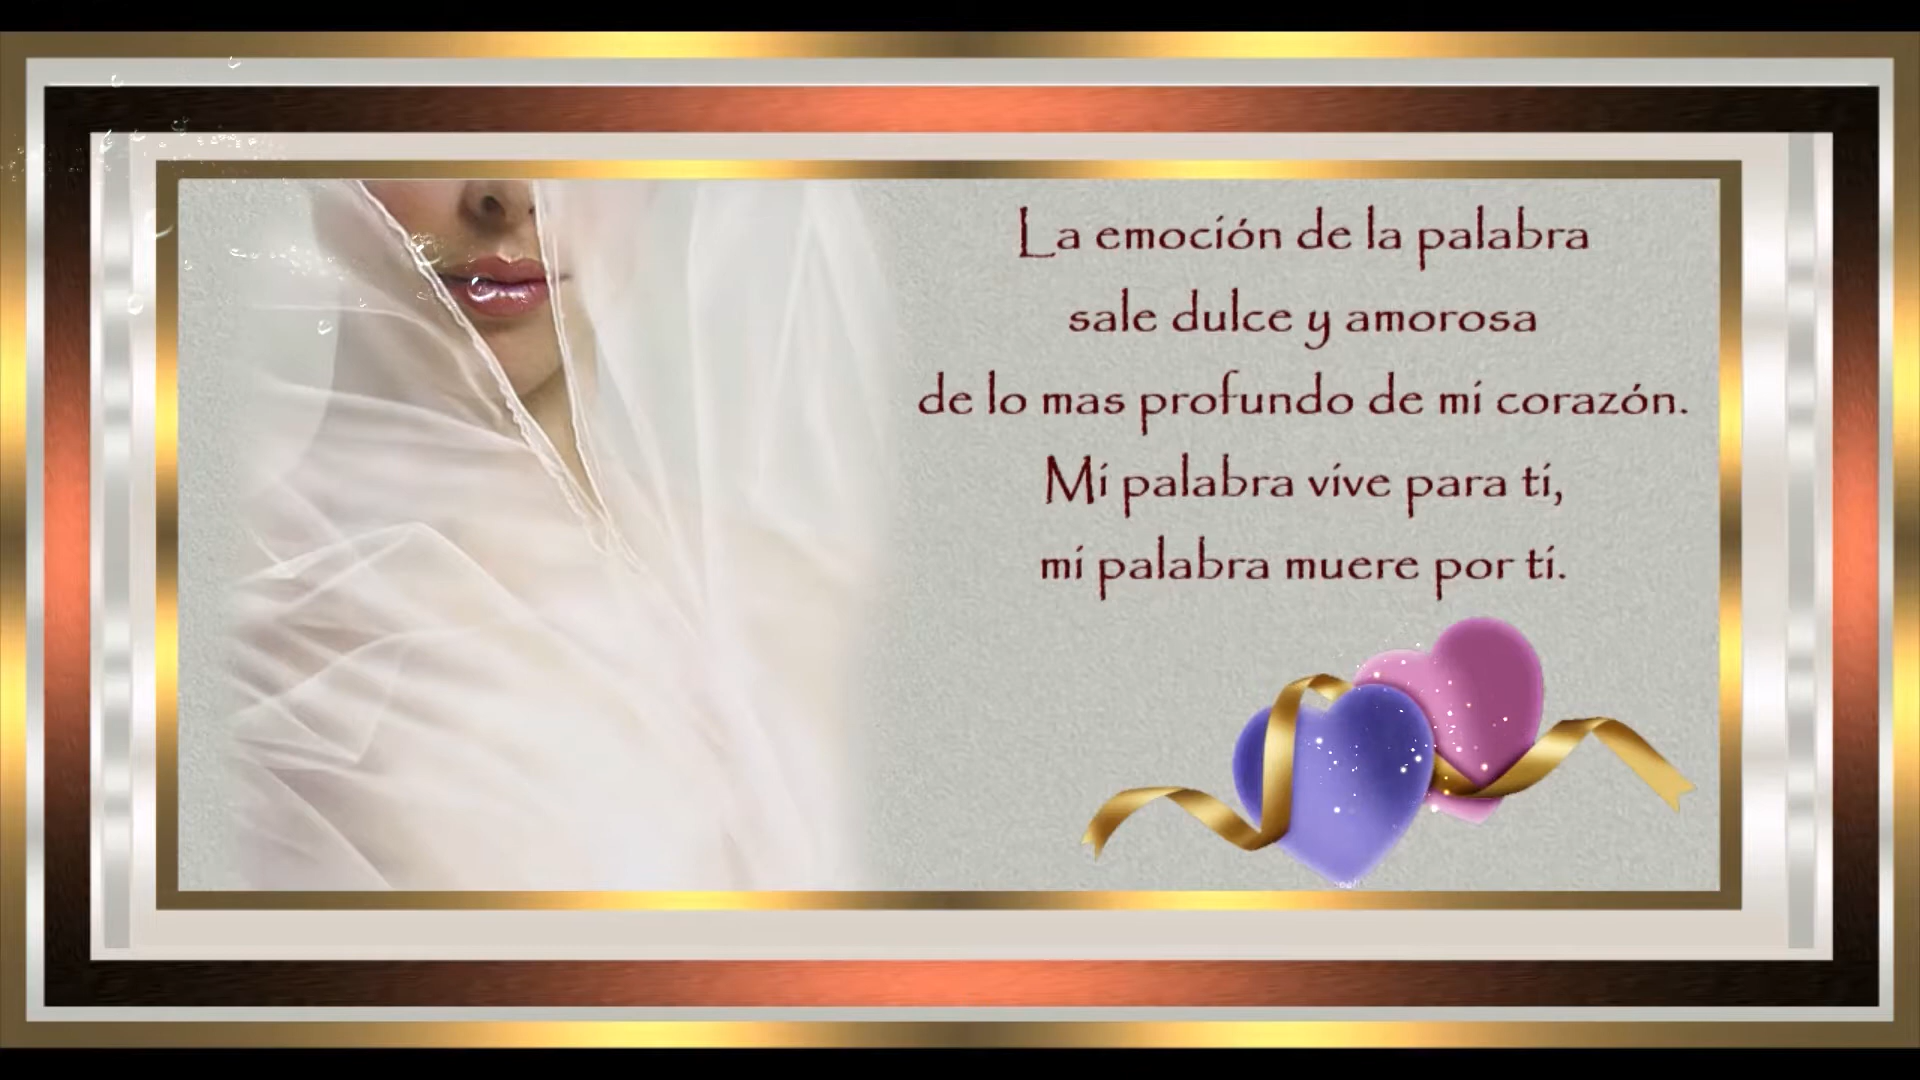 La emoción de la palabra
sale dulce y amorosa
de lo mas profundo de mi corazón.
Mi palabra vive para ti,
mi palabra muere por ti.